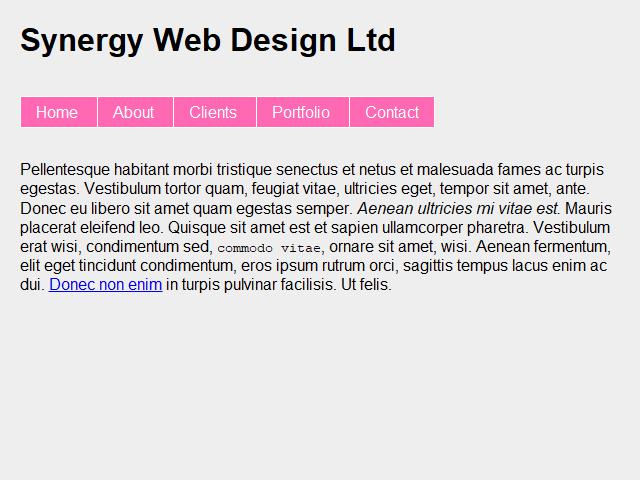 Synergy Web Design Ltd
Home About Clients Portfolio Contact
Pellentesque habitant morbi tristique senectus et netus et malesuada fames ac turpis
egestas. Vestibulum tortor quam, feugiat vitae, ultricies eget, tempor sit amet, ante.
Donec eu libero sit amet quam egestas semper. Aenean ultricies mi vitae est. Mauris
placerat eleifend leo. Quisque sit amet est et sapien ullamcorper pharetra. Vestibulum
erat wisi, condimentum sed, commodo vitae, ornare sit amet, wisi. Aenean fermentum,
elit eget tincidunt condimentum, eros ipsum rutrum orci, sagittis tempus lacus enim ac
dui. Donec non enim in turpis pulvinar facilisis. Ut felis.